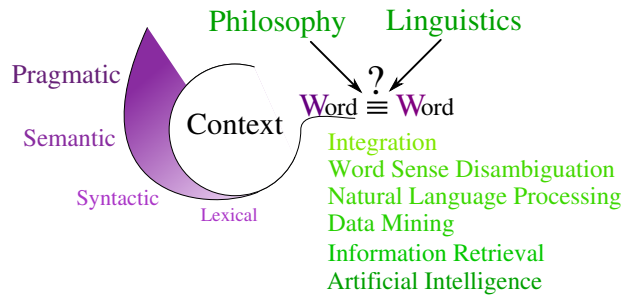 Philosophy Linguistics
?
Word ≡ Word
Pragmatic
Semantic
Syntactic
Lexical
Context
Integration
Word Sense Disambiguation
Natural Language Processing
Data Mining
Information Retrieval
Artificial Intelligence